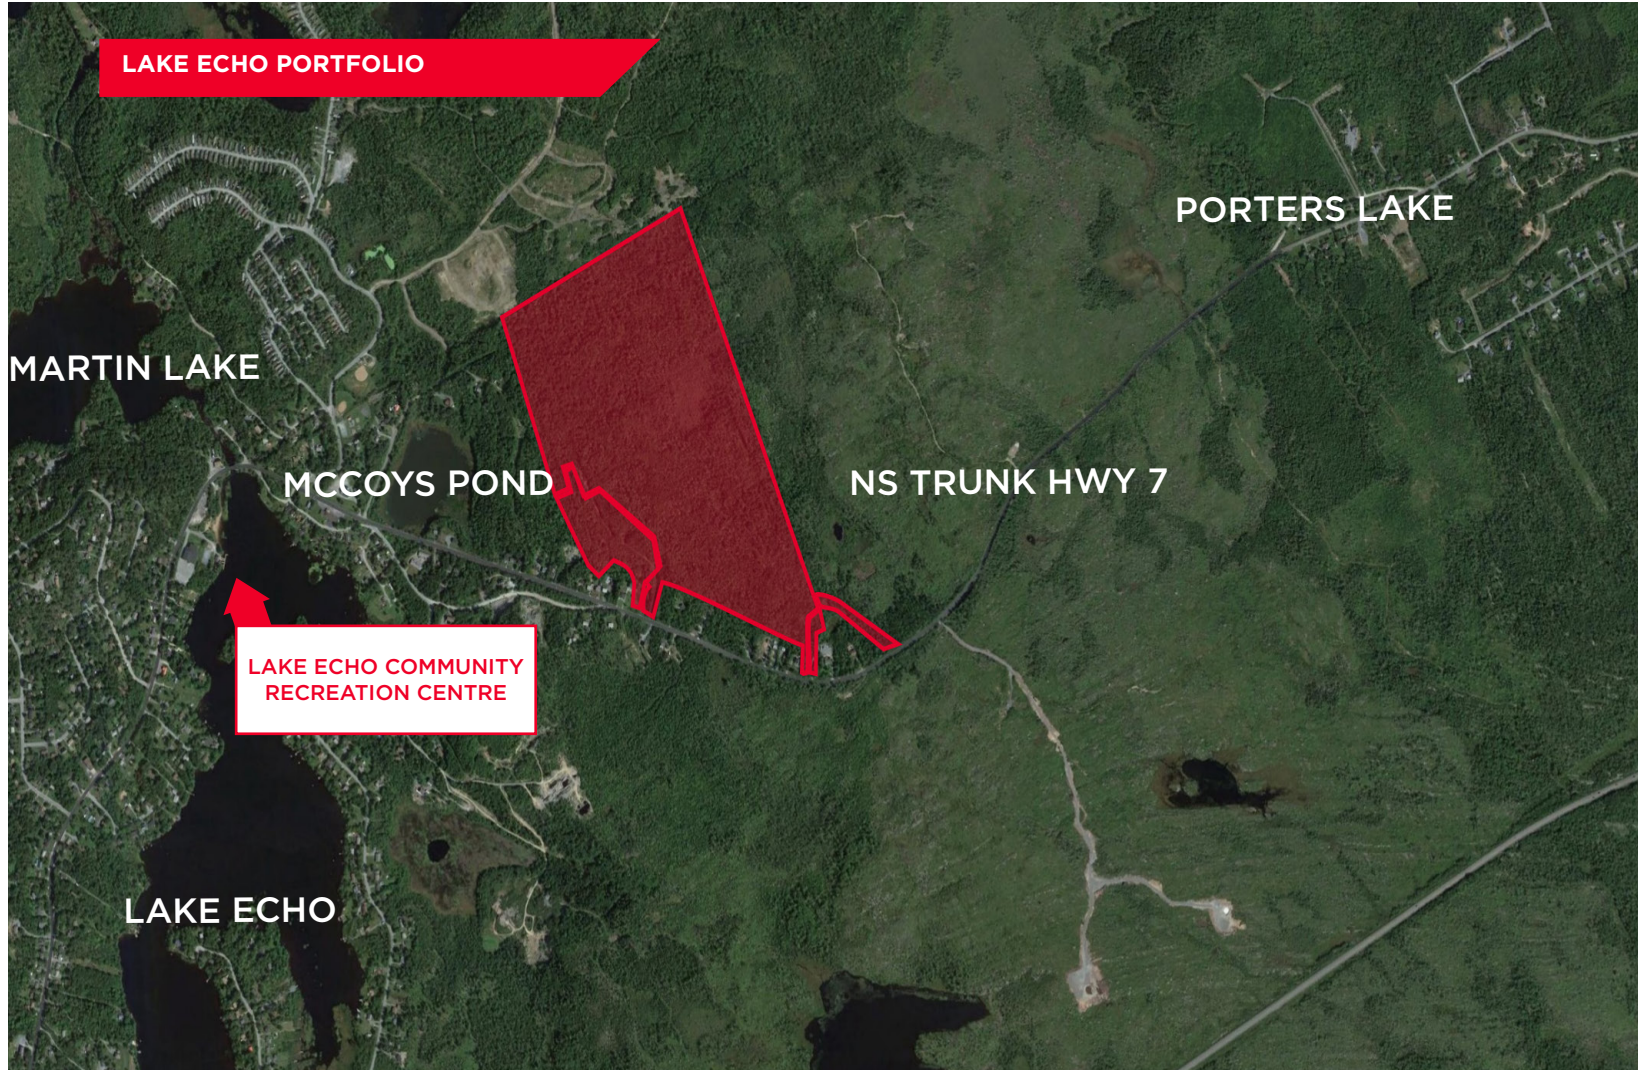 LAKE ECHO PORTFOLIO
PORTERS LAKE
MARTIN LAKE
MCCOYS POND
NS TRUNK HWY 7
LAKE ECHO COMMUNITY
RECREATION CENTRE
LAKE ECHO